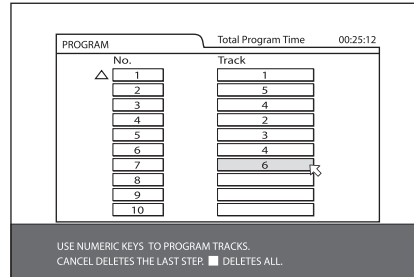 PROGRAM Total Program Time 00:25:12
No. Track
1 1
2 5
3 4
4 2
5 3
6 4
7 6
8
9
10
USE NUMERIC KEYS TO PROGRAM TRACKS.
CANCEL DELETES THE LAST STEP. ■ DELETES ALL.